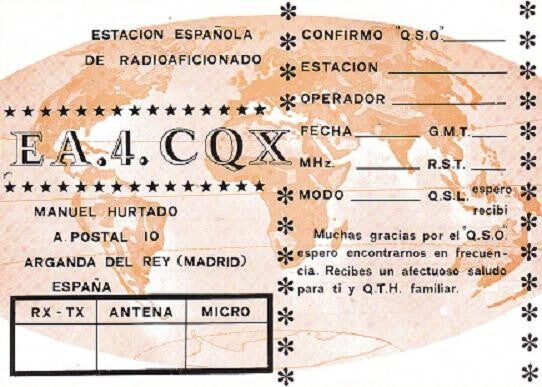 ESTACION ESPAÑOLA
DE RADIOAFICIONADO
EA.4.CQX
MANUEL HURTADO
A. POSTAL 10
ARGANDA DEL REY (MADRID)
ESPAÑA
RX - TX ANTENA MICRO
CONFIRMO "Q.S.O"
ESTACION
OPERADOR
FECHA G.M.T.
MHz. R.S.T.
MODO Q.S.L. espero
recibi
Muchas gracias por el "Q.S.O."
espero encontrarnos en frecuen-
cia. Recibes un afectuoso saludo
para ti y Q.T.H. familiar.